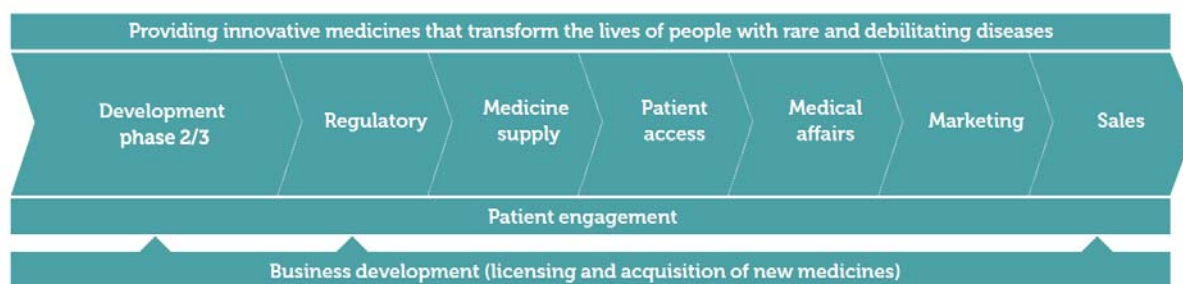 Providing innovative medicines that transform the lives of people with rare and debilitating diseases
Development
phase 2/3
Regulatory
Medicine
supply
Patient
access
Medical
affairs
Marketing
Sales
Patient engagement
Business development (licensing and acquisition of new medicines)